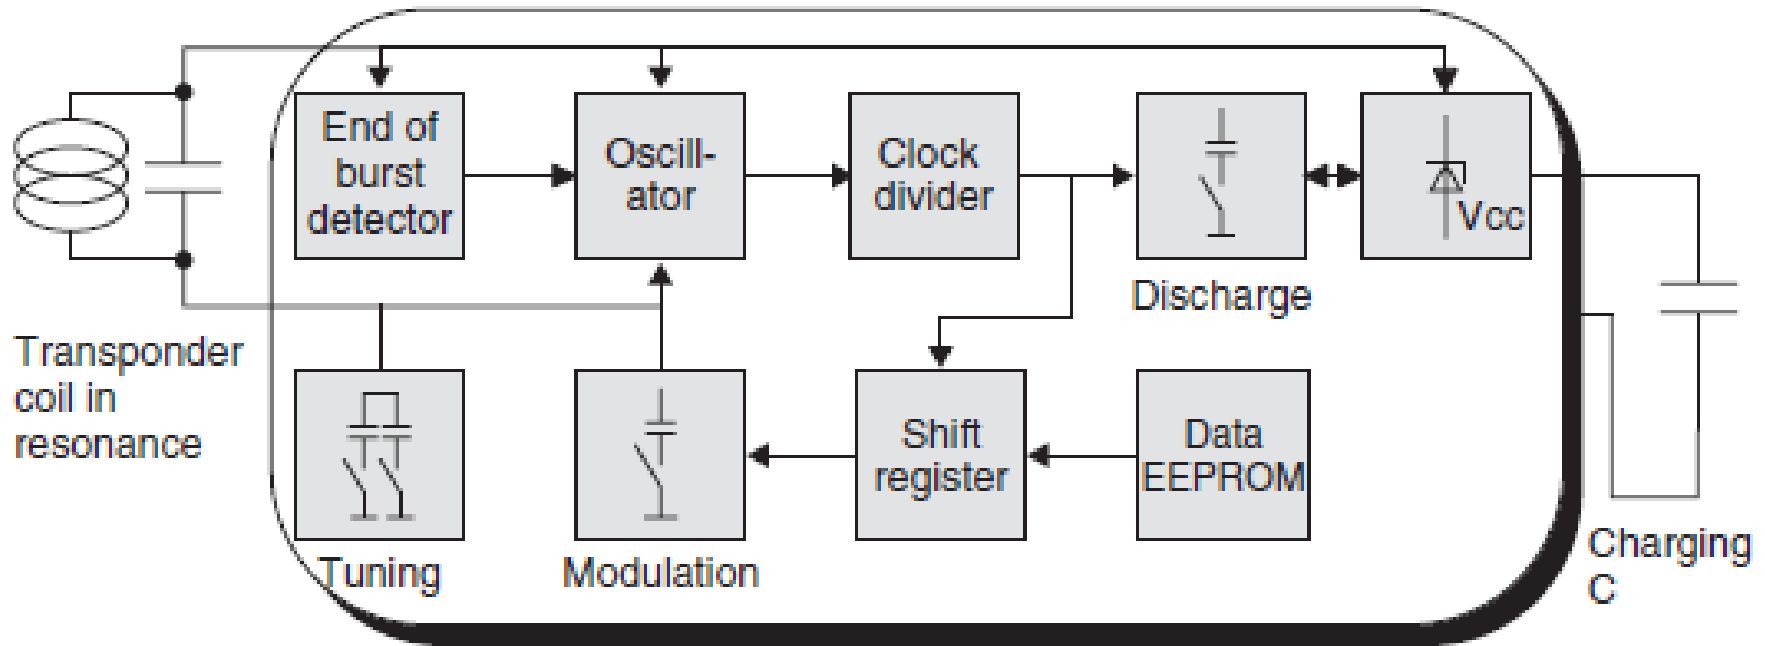 End of
burst
detector
Oscill-
ator
Clock
divider
Vcc
Discharge
Transponder
coil in
resonance
Shift
register
Data
EEPROM
Tuning
Modulation
Charging
C